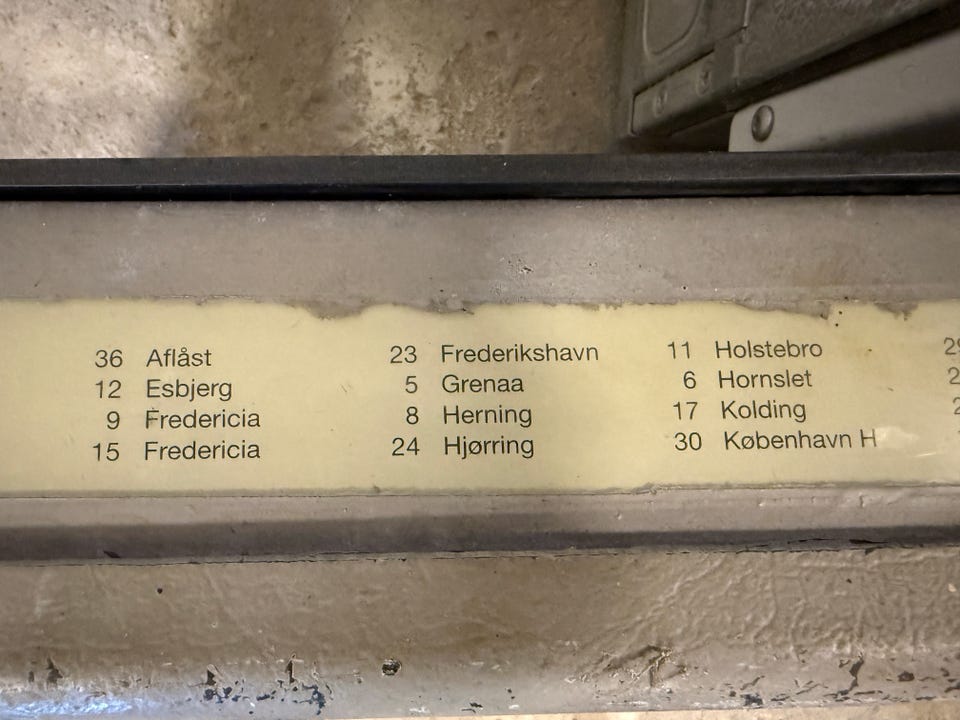 36 Aflåst
12 Esbjerg
9 Fredericia
15 Fredericia
23 Frederikshavn
5 Grenaa
8 Herning
24 Hjørring
11 Holstebro
6 Hornslet
17 Kolding
30 København H